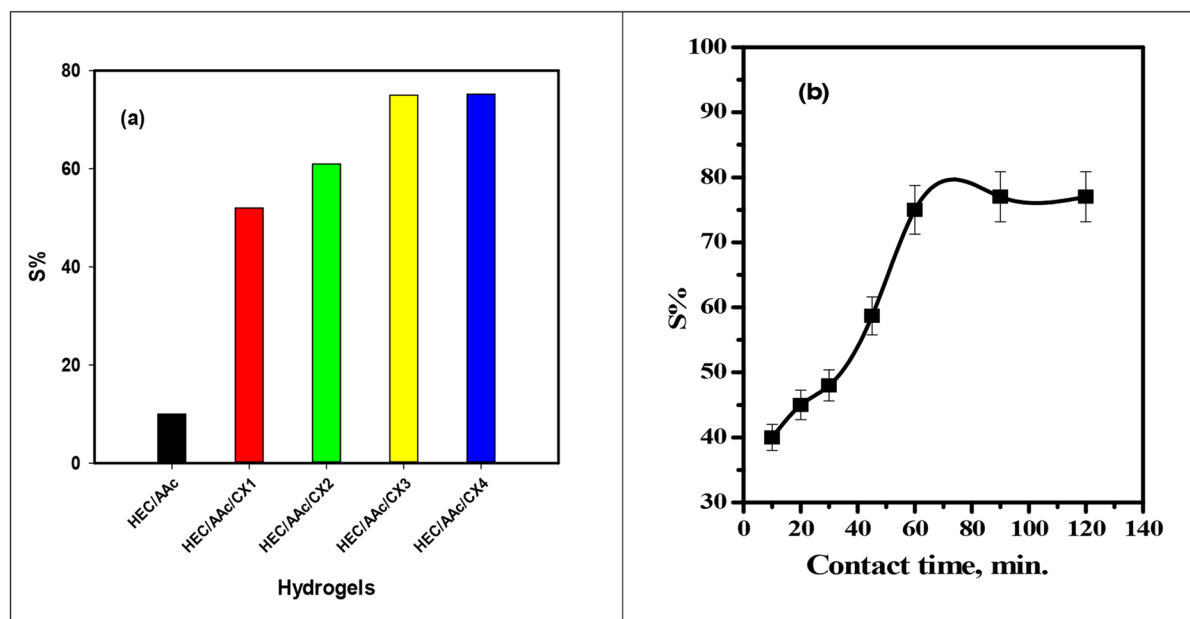 (a)
S%
80
60
40
20
0
HEC/AAc
HEC/AAc/CX1
HEC/AAc/CX2
HEC/AAc/CX3
HEC/AAc/CX4
Hydrogels
(b)
S%
100
90
80
70
60
50
40
30
0 20 40 60 80 100 120 140
Contact time, min.